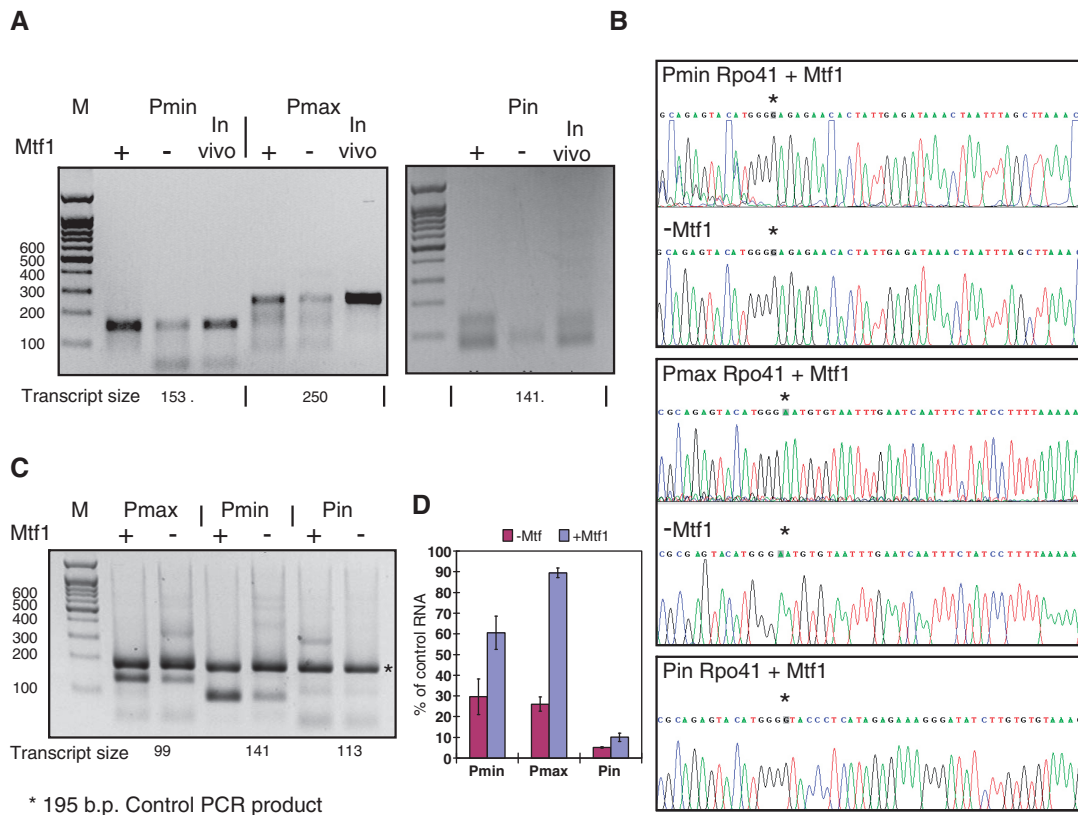 A
B
M
Pmin
Pmax
Pin
In
vivo
In
vivo
In
vivo
Mtf1
+
-
+
-
+
-
600
500
400
300
200
100
Transcript size
153 .
250
141.
Pmin Rpo41 + Mtf1
*
G C A G A G T A C A T G G G G A G A G A A C A C T A T T G A G A T A A A C T A A T T T A G C T T A A A C
-Mtf1
*
G C A G A G T A C A T G G G G A G A G A A C A C T A T T G A G A T A A A C T A A T T T A G C T T A A A C
Pmax Rpo41 + Mtf1
*
C G C A G A G T A C A T G G G A A T G T G T A A T T T G A A T C A A T T T C T A T C C T T T T A A A A A
-Mtf1
*
C G C G A G T A C A T G G G A A T G T G T A A T T T G A A T C A A T T T C T A T C C T T T T A A A A A
Pin Rpo41 + Mtf1
*
C G C A G A G T A C A T G G G G T A C C C T C A T A G A G A A A G G G A T A T C T T G T G T G T A A A
C
M
Pmax
Pmin
Pin
Mtf1
+
-
+
-
+
-
600
500
400
300
200
100
*
Transcript size
99
141
113
* 195 b.p. Control PCR product
D
-Mtf
+Mtf1
% of control RNA
100
90
80
70
60
50
40
30
20
10
0
Pmin
Pmax
Pin